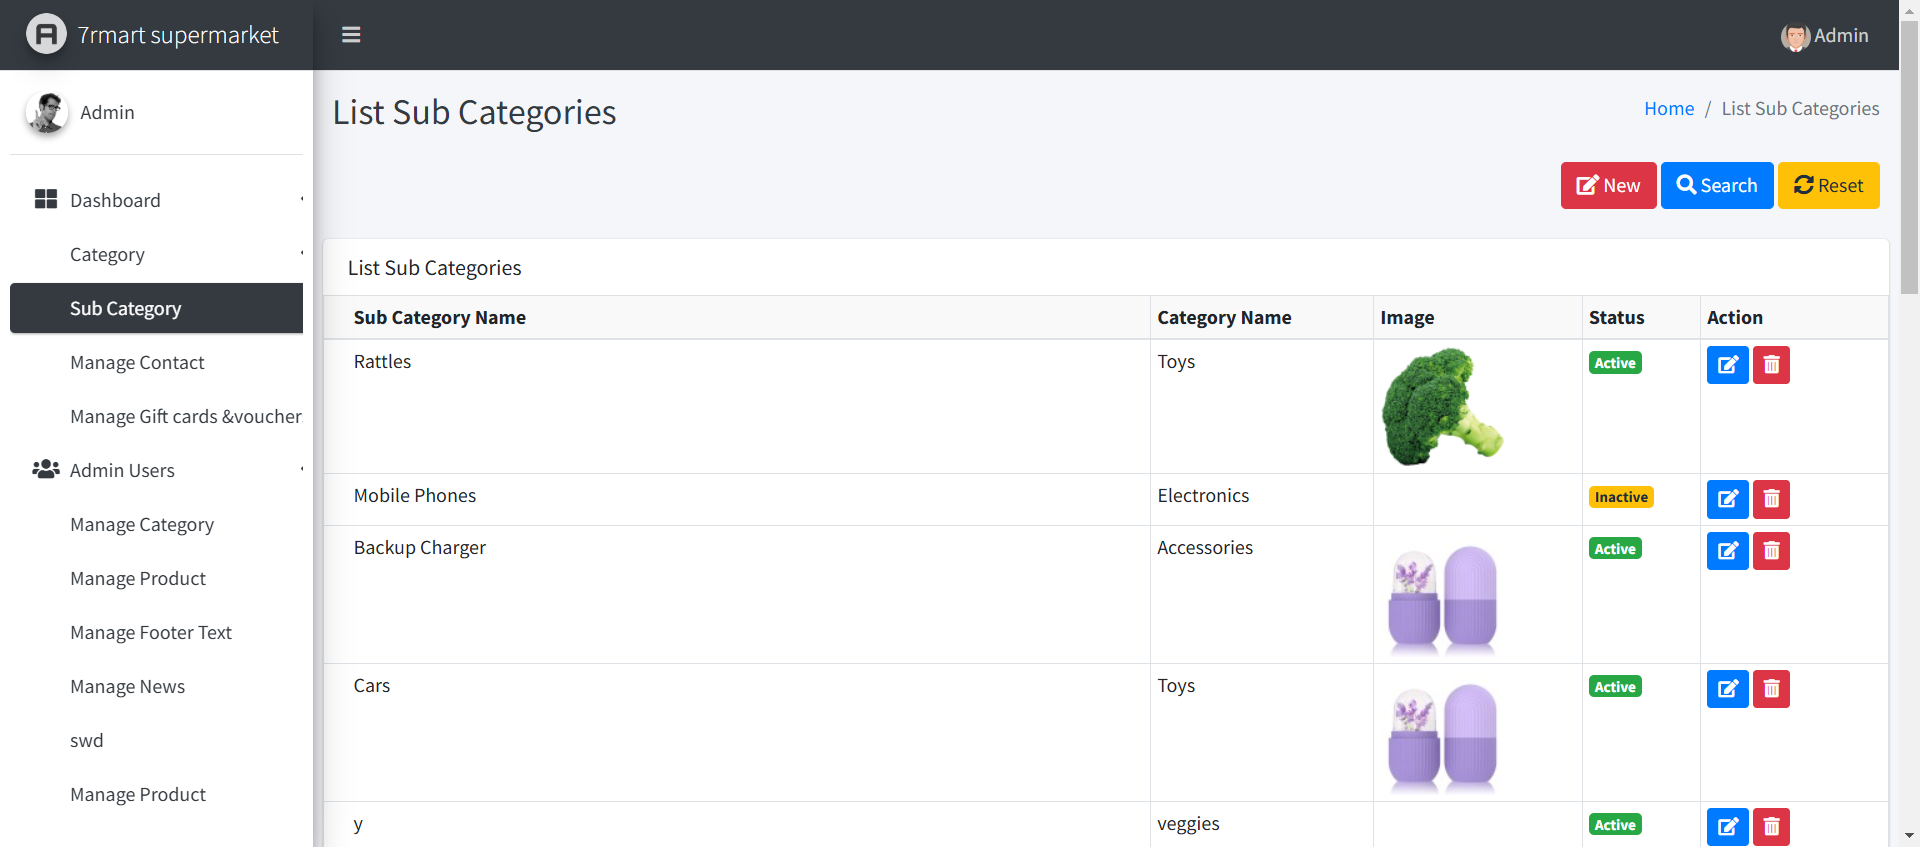 7rmart supermarket
Admin
Admin
List Sub Categories
Home / List Sub Categories
New Search Reset
Dashboard
Category
Sub Category
Manage Contact
Manage Gift cards &voucher
Admin Users
Manage Category
Manage Product
Manage Footer Text
Manage News
swd
Manage Product
List Sub Categories
Sub Category Name Category Name Image Status Action
Rattles Toys Active
Mobile Phones Electronics Inactive
Backup Charger Accessories Active
Cars Toys Active
y veggies Active